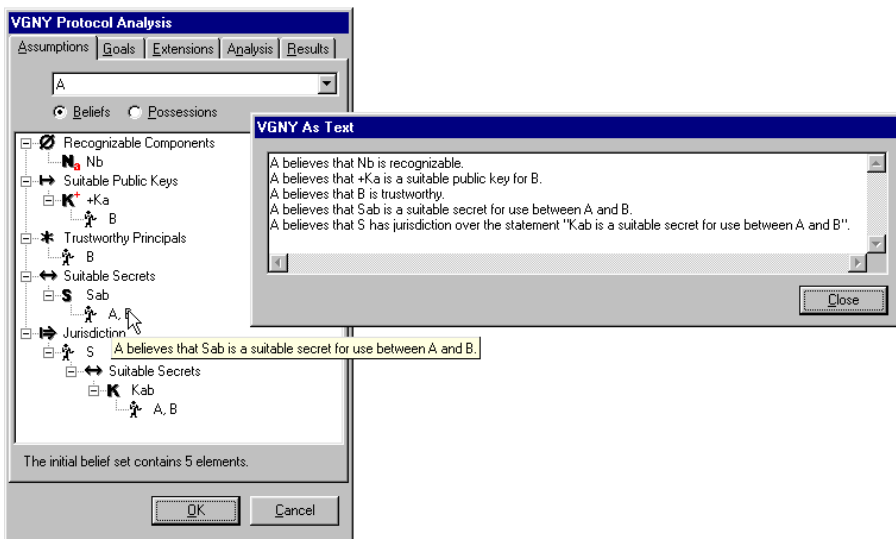 VGNY Protocol Analysis
Assumptions Goals Extensions Analysis Results
A
Beliefs Possessions
Recognizable Components
Na Nb
Suitable Public Keys
K+ +Ka
B
Trustworthy Principals
B
Suitable Secrets
S Sab
A,
Jurisdiction
S
A believes that Sab is a suitable secret for use between A and B.
Suitable Secrets
K Kab
A, B
The initial belief set contains 5 elements.
OK Cancel
VGNY As Text
A believes that Nb is recognizable.
A believes that +Ka is a suitable public key for B.
A believes that B is trustworthy.
A believes that Sab is a suitable secret for use between A and B.
A believes that S has jurisdiction over the statement "Kab is a suitable secret for use between A and B".
Close